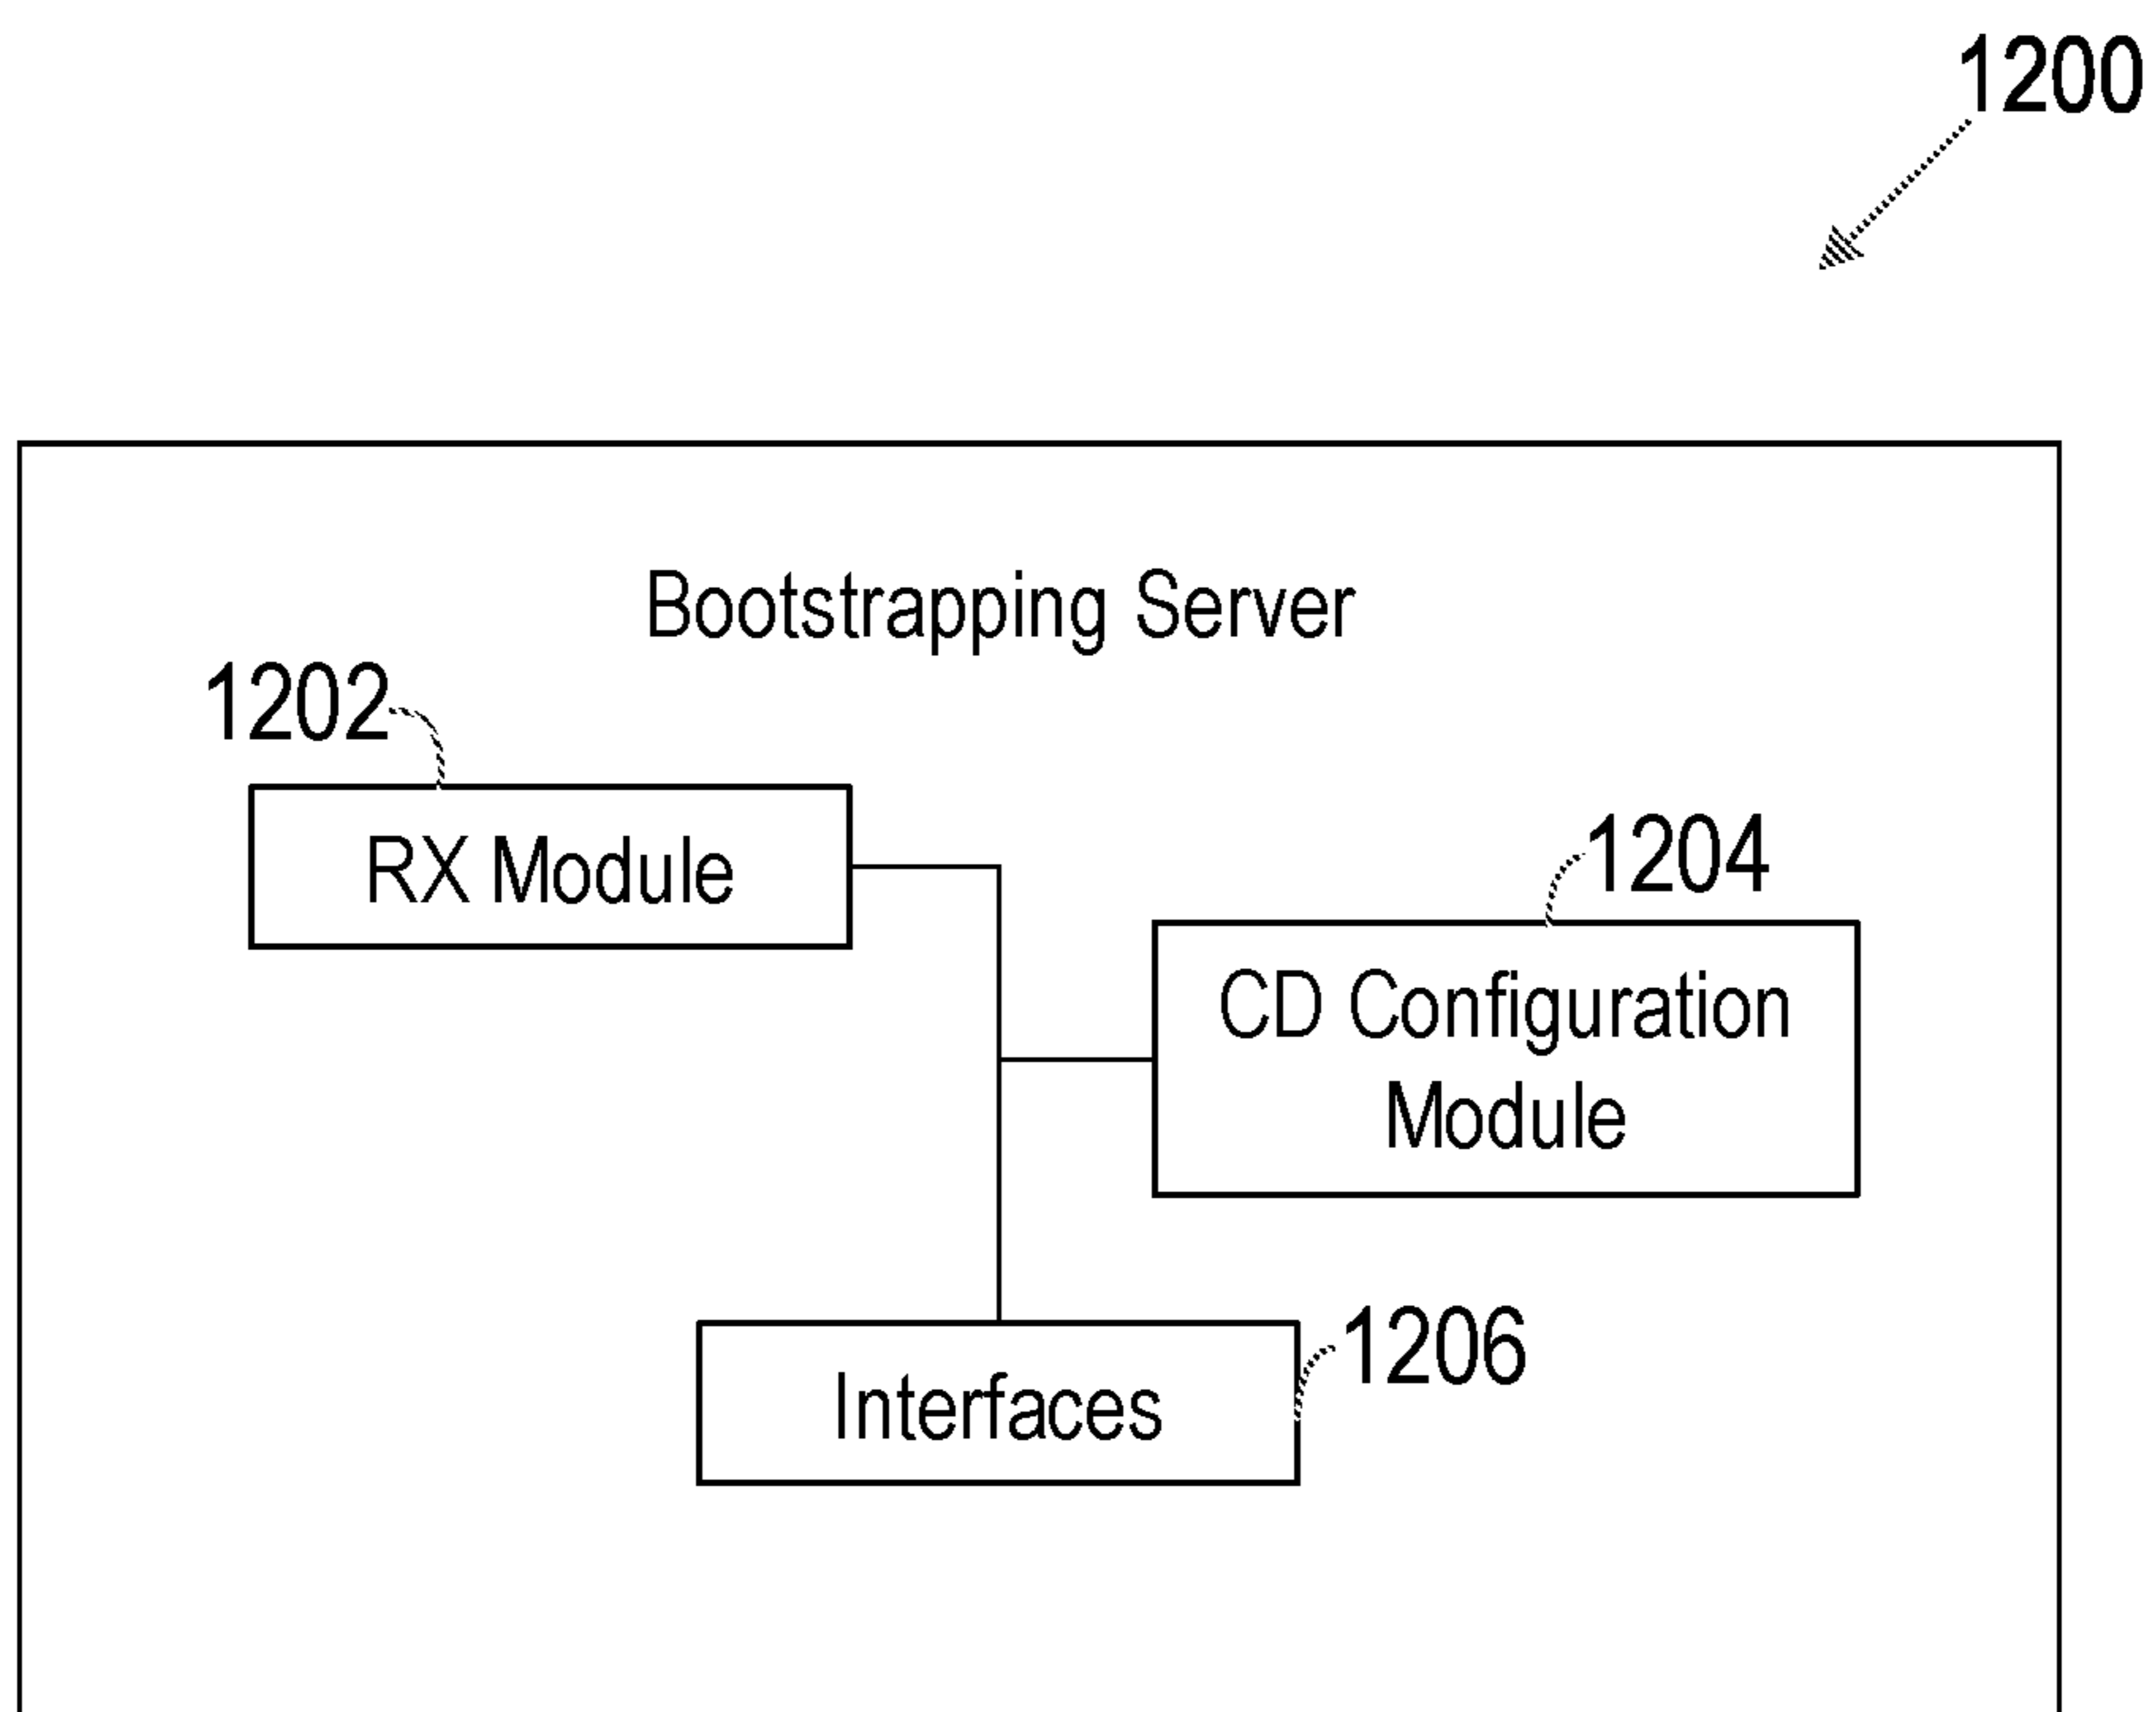 1200
Bootstrapping Server
1202
RX Module
1204
CD Configuration
Module
Interfaces
1206